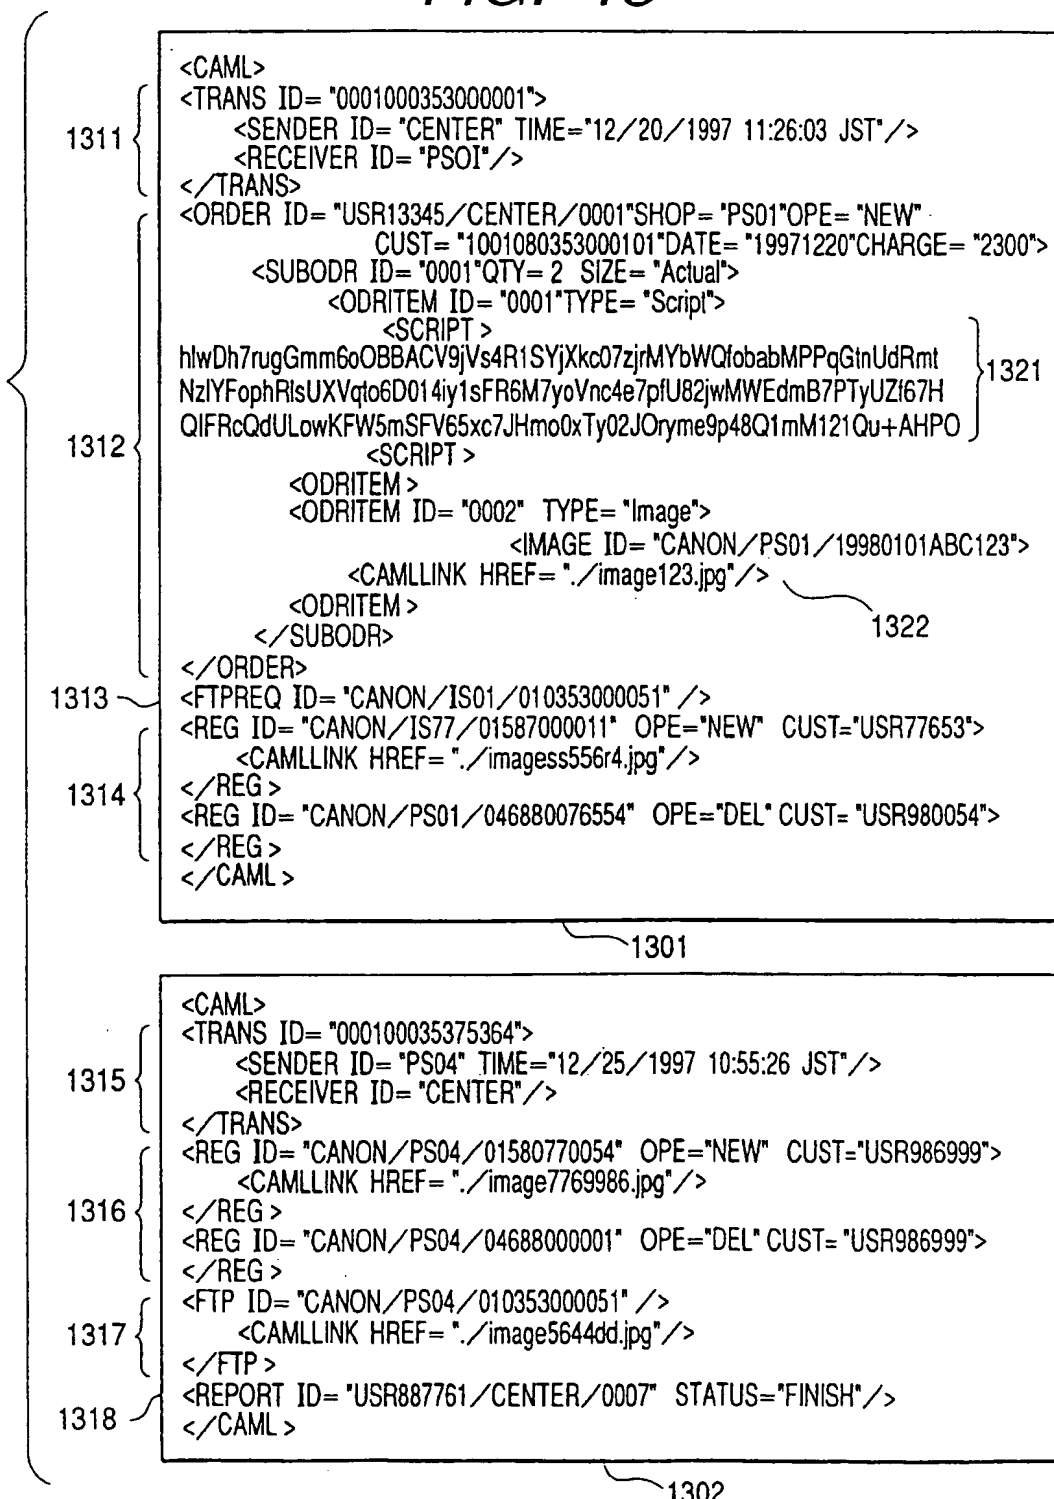 <CAML>
<TRANS ID= "0001000353000001">
1311
<SENDER ID= "CENTER" TIME="12/20/1997 11:26:03 JST"/>
<RECEIVER ID= "PSOI"/>
</TRANS>
<ORDER ID= "USR13345/CENTER/0001"SHOP= "PS01"OPE= "NEW"
CUST= "1001080353000101"DATE= "19971220"CHARGE= "2300">
<SUBODR ID= "0001"QTY= 2 SIZE= "Actual">
<ODRITEM ID= "0001"TYPE= "Script">
<SCRIPT >
hIwDh7rugGmm6oOBBACV9jVs4R1SYjXkc07zjrMYbWQfobabMPPqGtnUdRmt
1321
NzIYFophRIsUXVqto6D014iy1sFR6M7yoVnc4e7pfU82jwMWEdmB7PTyUZf67H
QIFRcQdULowKFW5mSFV65xc7JHmo0xTy02JOryme9p48Q1mM121Qu+AHPO
1312
<SCRIPT >
<ODRITEM >
<ODRITEM ID= "0002" TYPE= "Image">
<IMAGE ID= "CANON/PS01/19980101ABC123">
<CAMLLINK HREF= "./image123.jpg"/>
1322
<ODRITEM >
</SUBODR>
</ORDER>
1313
<FTPREQ ID= "CANON/IS01/010353000051" />
<REG ID= "CANON/IS77/01587000011" OPE="NEW" CUST="USR77653">
<CAMLLINK HREF= "./imagess556r4.jpg"/>
1314
</REG >
<REG ID= "CANON/PS01/046880076554" OPE="DEL" CUST= "USR980054">
</REG >
</CAML >
1301
<CAML>
<TRANS ID= "000100035375364">
1315
<SENDER ID= "PS04" TIME="12/25/1997 10:55:26 JST"/>
<RECEIVER ID= "CENTER"/>
</TRANS>
<REG ID= "CANON/PS04/01580770054" OPE="NEW" CUST="USR986999">
<CAMLLINK HREF= "./image7769986.jpg"/>
1316
</REG >
<REG ID= "CANON/PS04/04688000001" OPE="DEL" CUST= "USR986999">
</REG >
<FTP ID= "CANON/PS04/010353000051" />
1317
<CAMLLINK HREF= "./image5644dd.jpg"/>
</FTP >
<REPORT ID= "USR887761/CENTER/0007" STATUS="FINISH"/>
1318
</CAML >
1302